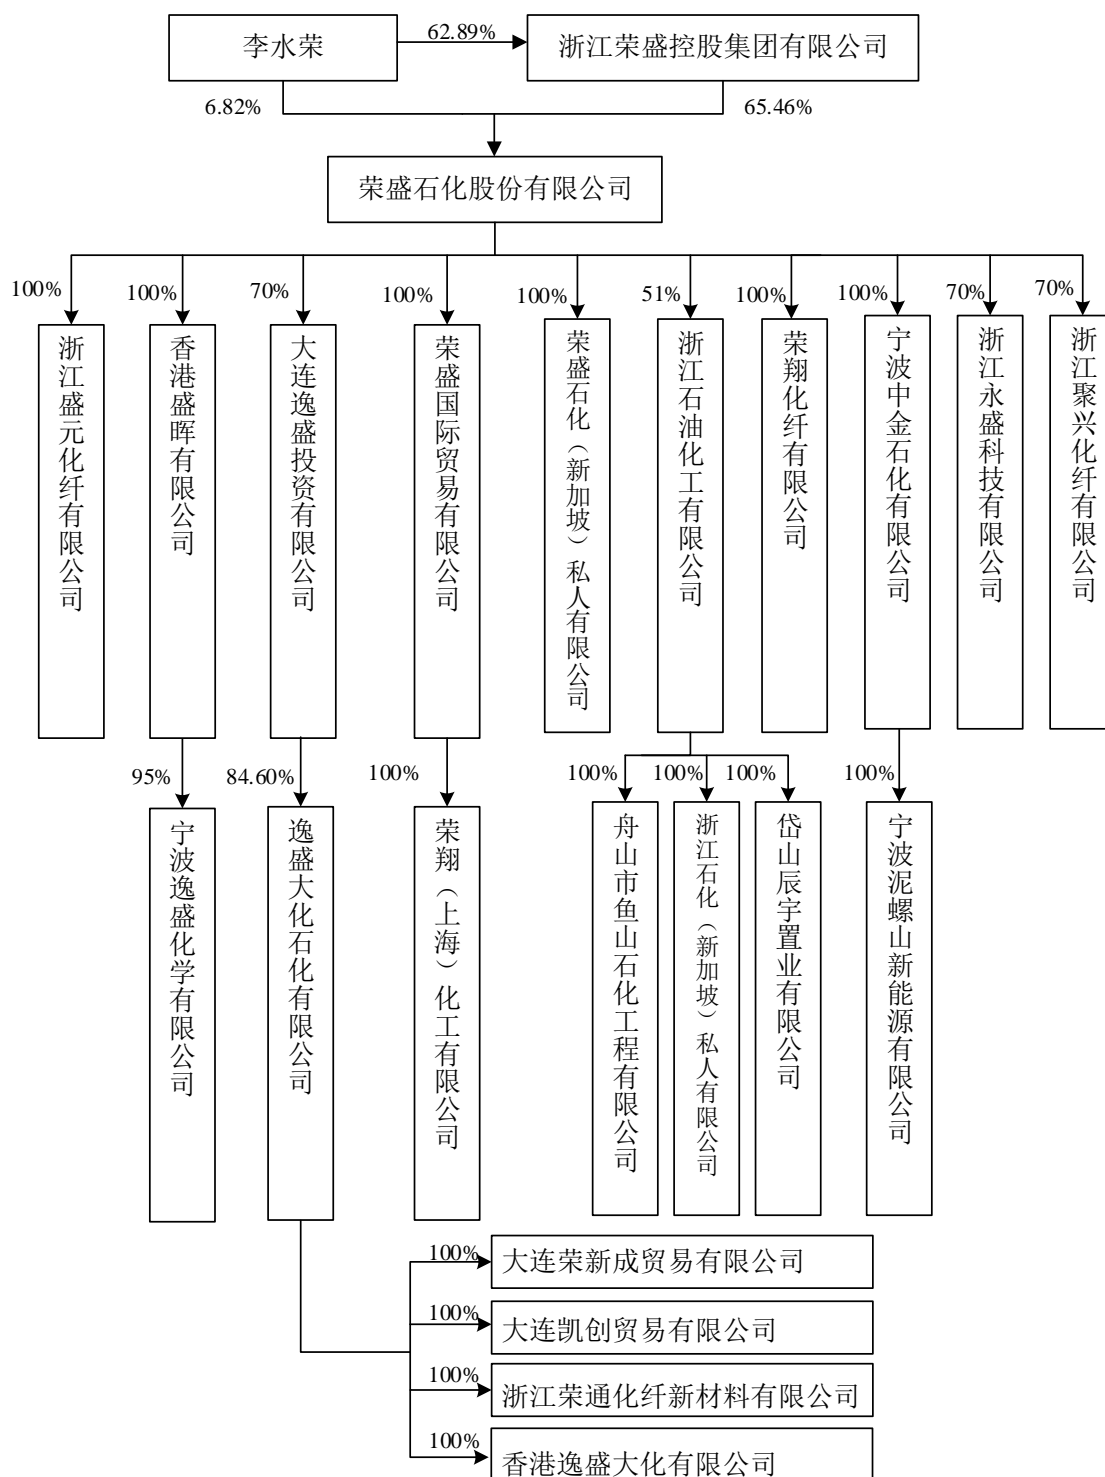 李水荣
62.89%
浙江荣盛控股集团有限公司
6.82%
65.46%
荣盛石化股份有限公司
100%
100%
70%
100%
100%
51%
100%
100%
70%
70%
浙江盛元化纤有限公司
香港盛晖有限公司
大连逸盛投资有限公司
荣盛国际贸易有限公司
荣盛石化（新加坡）私人有限公司
浙江石油化工有限公司
荣翔化纤有限公司
宁波中金石化有限公司
浙江永盛科技有限公司
浙江聚兴化纤有限公司
95%
84.60%
100%
100%
100%
100%
100%
宁波逸盛化学有限公司
逸盛大化石化有限公司
荣翔（上海）化工有限公司
舟山市鱼山石化工程有限公司
浙江石化（新加坡）私人有限公司
岱山辰宇置业有限公司
宁波泥螺山新能源有限公司
100%
大连荣新成贸易有限公司
100%
大连凯创贸易有限公司
100%
浙江荣通化纤新材料有限公司
100%
香港逸盛大化有限公司